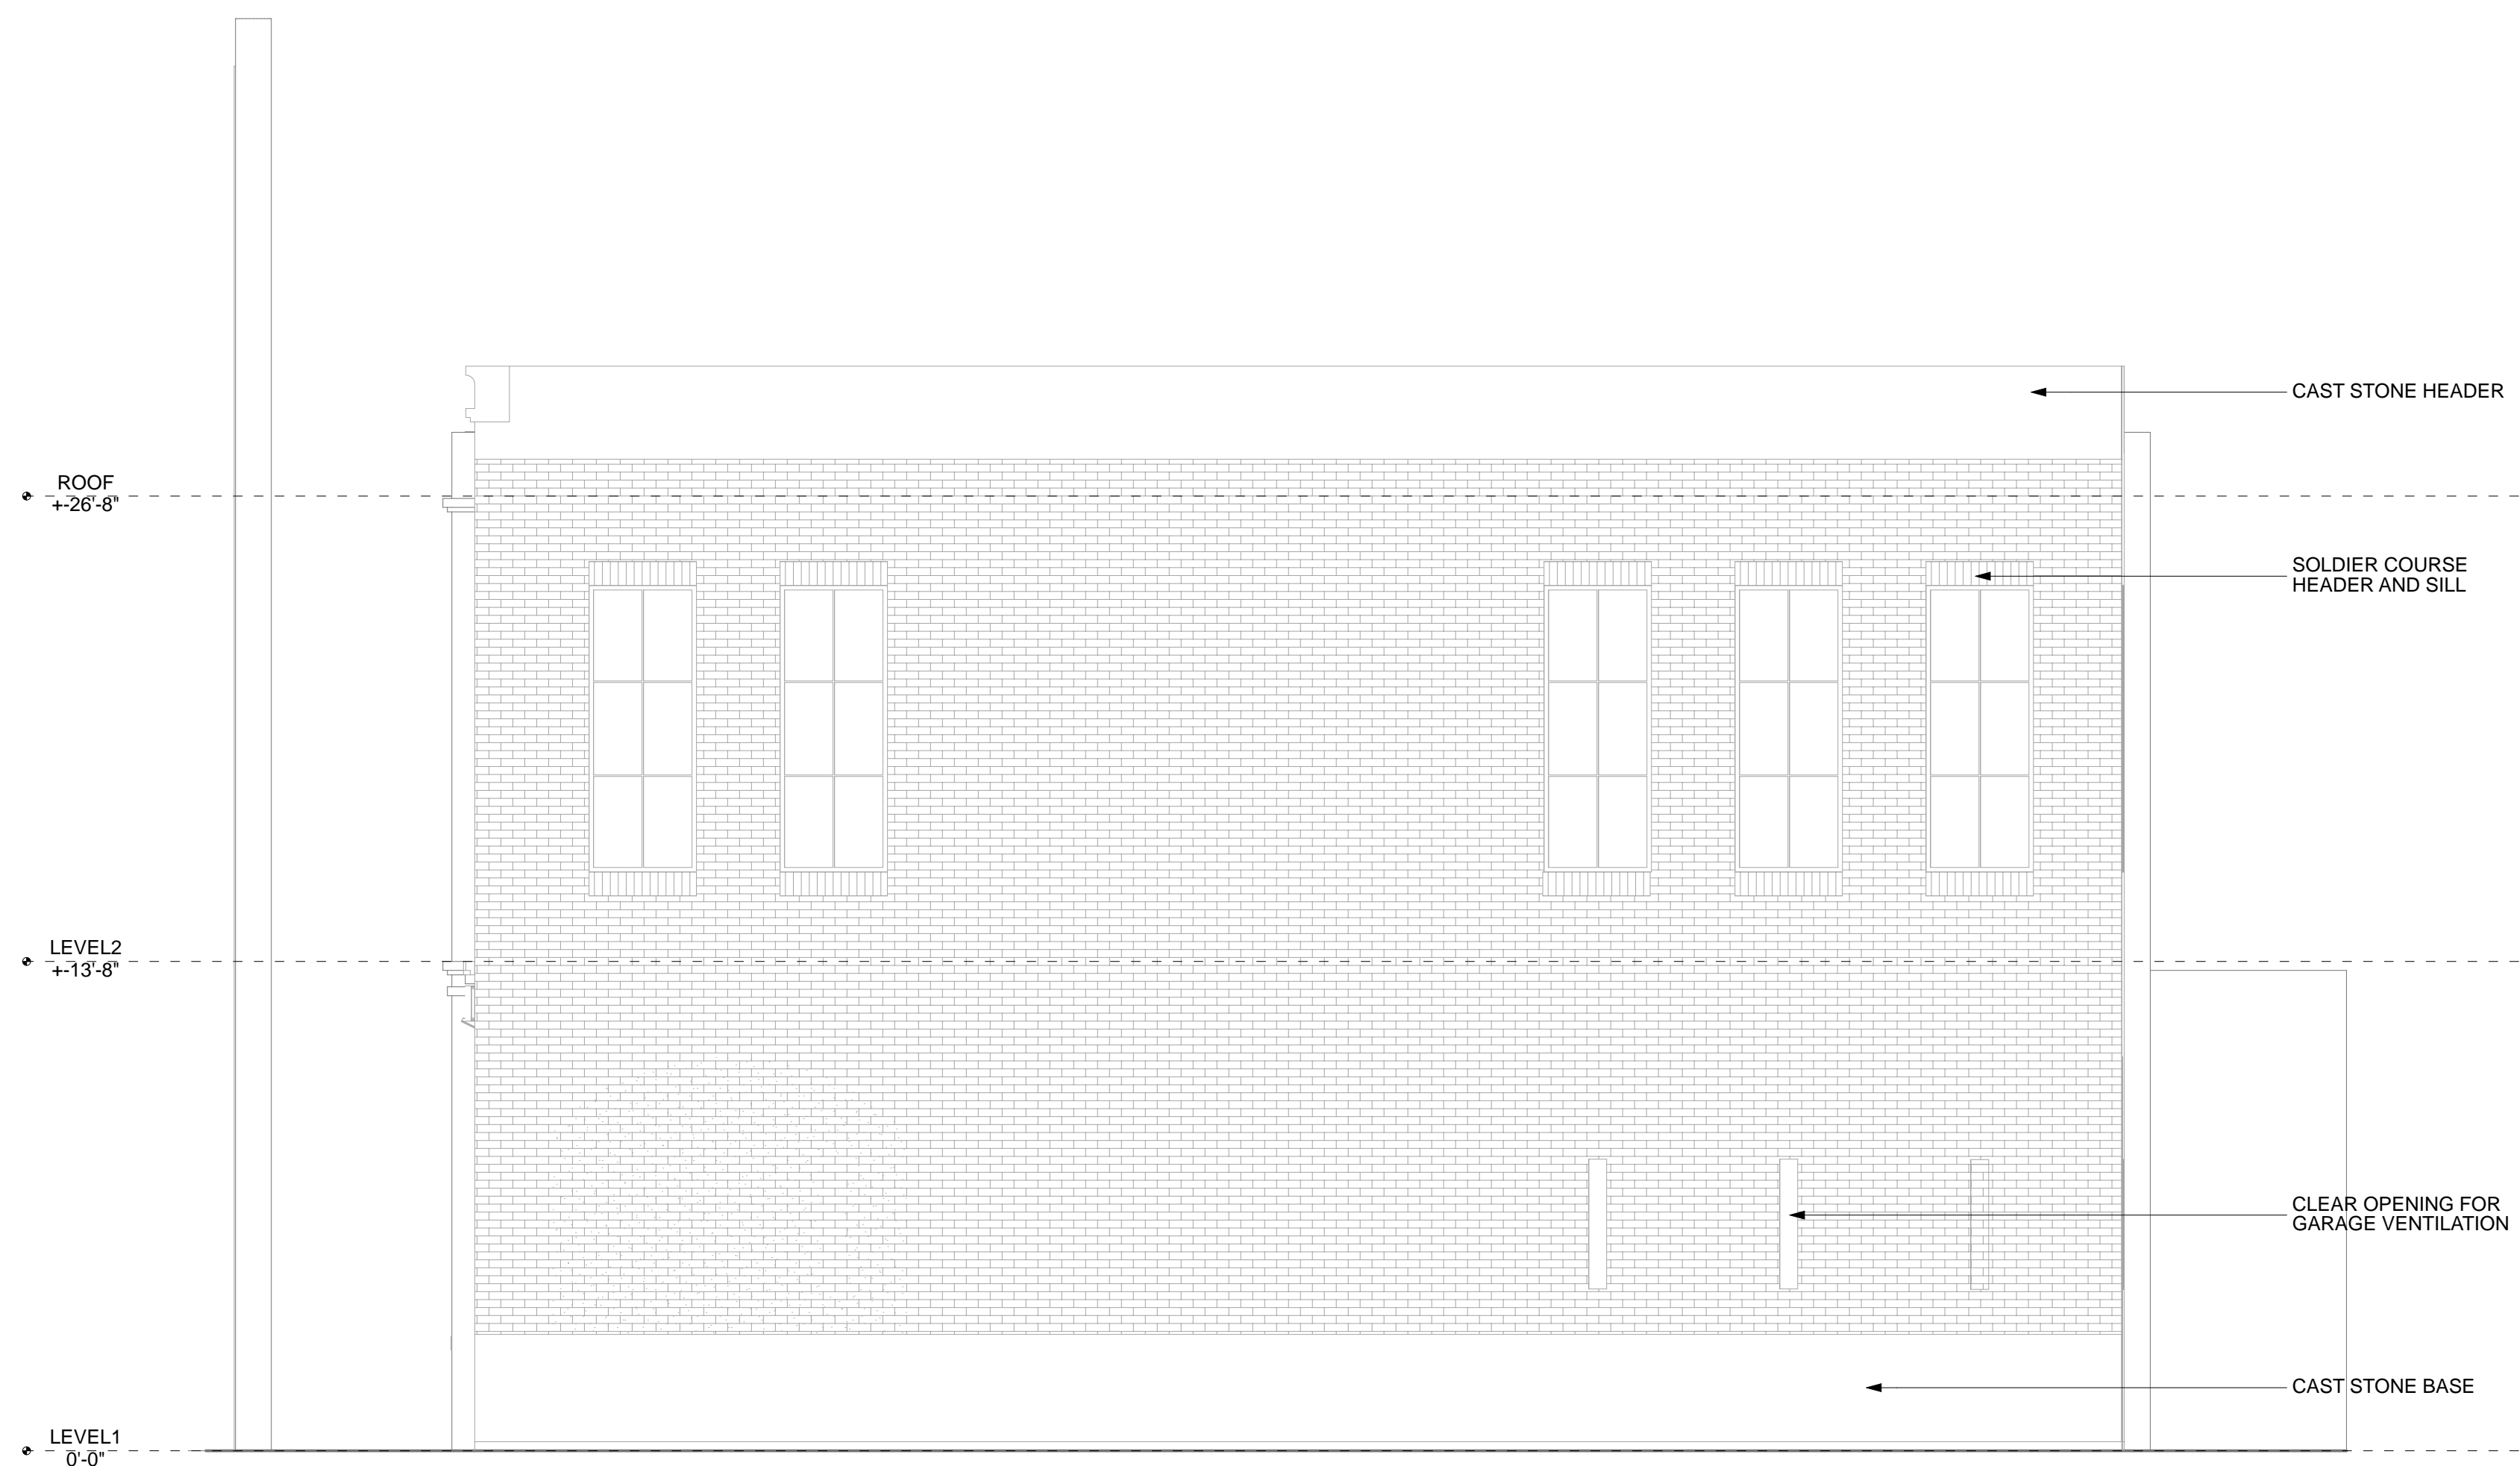 CAST STONE HEADER
ROOF
+-26'-8"
SOLDIER COURSE
HEADER AND SILL
LEVEL2
+-13'-8"
CLEAR OPENING FOR
GARAGE VENTILATION
CAST STONE BASE
LEVEL1
0'-0"